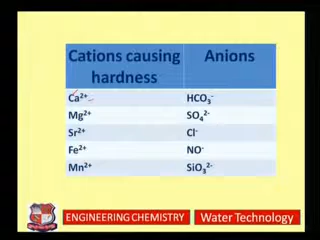 Cations causing hardness Anions
Ca²⁺ HCO₃⁻
Mg²⁺ SO₄²⁻
Sr²⁺ Cl⁻
Fe²⁺ NO⁻
Mn²⁺ SiO₃²⁻
ENGINEERING CHEMISTRY Water Technology